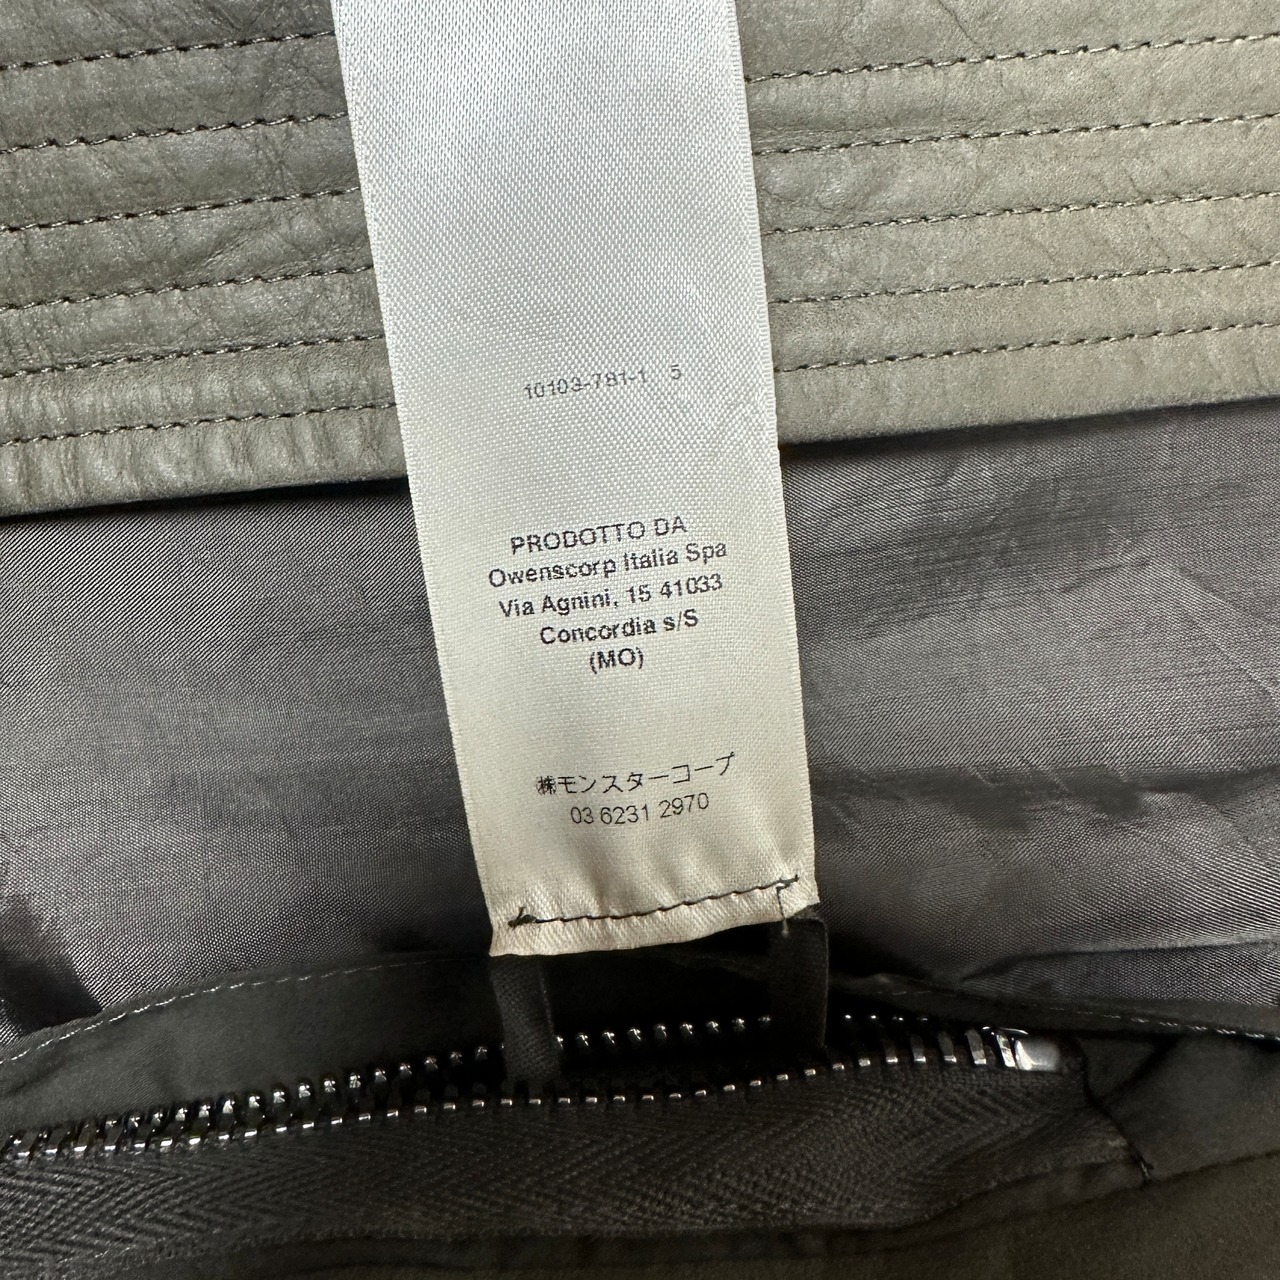 10103-781-1 5
PRODOTTO DA
Owenscorp Italia Spa
Via Agnini, 15 41033
Concordia s/S
(MO)
㈱モンスターコープ
03 6231 2970